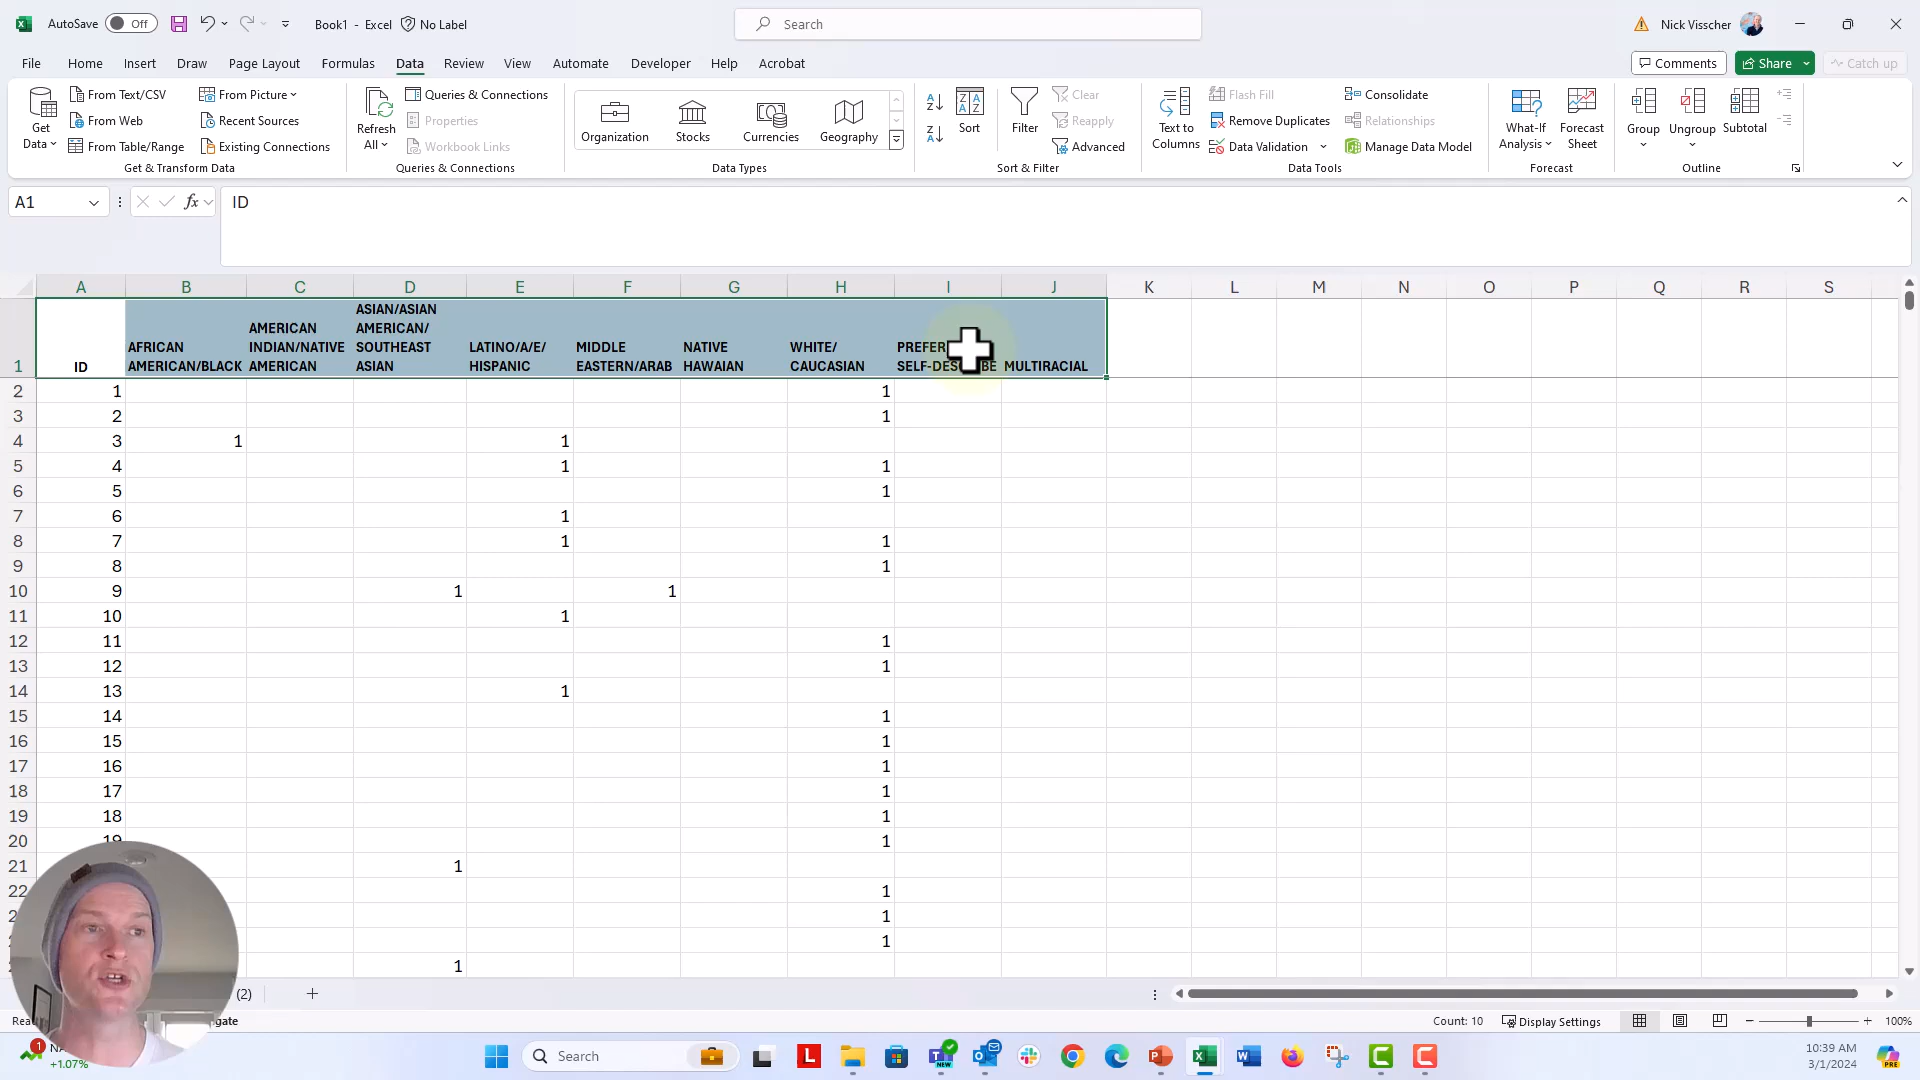 AutoSave Off Book1 - Excel No Label Search Nick Visscher
File Home Insert Draw Page Layout Formulas Data Review View Automate Developer Help Acrobat Comments Share Catch up
Get Data
From Text/CSV
From Web
From Table/Range
From Picture
Recent Sources
Existing Connections
Get & Transform Data
Refresh All
Queries & Connections
Properties
Workbook Links
Queries & Connections
Organization Stocks Currencies Geography
Data Types
Sort
Filter
Clear
Reapply
Advanced
Sort & Filter
Text to Columns
Flash Fill
Remove Duplicates
Data Validation
Consolidate
Relationships
Manage Data Model
Data Tools
What-If Analysis
Forecast Sheet
Forecast
Group
Ungroup
Subtotal
Outline
A1 fx ID
A B C D E F G H I J K L M N O P Q R S
1
ID
AFRICAN
AMERICAN/BLACK
AMERICAN
INDIAN/NATIVE
AMERICAN
ASIAN/ASIAN
AMERICAN/
SOUTHEAST
ASIAN
LATINO/A/E/
HISPANIC
MIDDLE
EASTERN/ARAB
NATIVE
HAWAIAN
WHITE/
CAUCASIAN
MULTIRACIAL
2 1 1
3 2 1
4 3 1 1
5 4 1 1
6 5 1
7 6 1
8 7 1 1
9 8 1
10 9 1 1
11 10 1
12 11 1
13 12 1
14 13 1
15 14 1
16 15 1
17 16 1
18 17 1
19 18 1
20 19 1
21 1
22 1
1
1
1
(2)
Count: 10 Display Settings 100%
1
+1.07%
Search
NEW
L
PRE
10:39 AM
3/1/2024